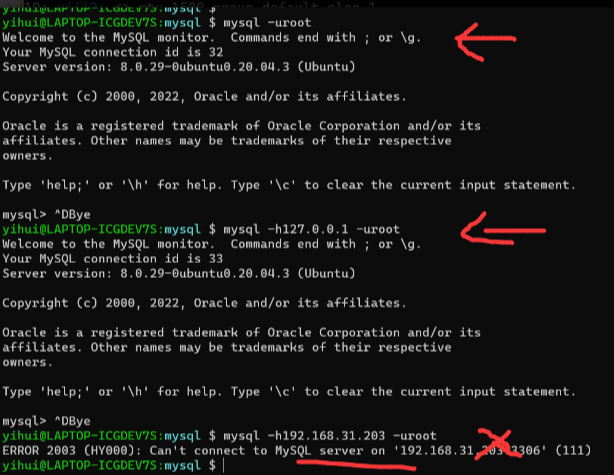 yihui@LAPTOP-ICGDEV7S:mysql $
yihui@LAPTOP-ICGDEV7S:mysql $ mysql -uroot
Welcome to the MySQL monitor.  Commands end with ; or \g.
Your MySQL connection id is 32
Server version: 8.0.29-0ubuntu0.20.04.3 (Ubuntu)
Copyright (c) 2000, 2022, Oracle and/or its affiliates.
Oracle is a registered trademark of Oracle Corporation and/or its
affiliates. Other names may be trademarks of their respective
owners.
Type 'help;' or '\h' for help. Type '\c' to clear the current input statement.
mysql> ^DBye
yihui@LAPTOP-ICGDEV7S:mysql $ mysql -h127.0.0.1 -uroot
Welcome to the MySQL monitor.  Commands end with ; or \g.
Your MySQL connection id is 33
Server version: 8.0.29-0ubuntu0.20.04.3 (Ubuntu)
Copyright (c) 2000, 2022, Oracle and/or its affiliates.
Oracle is a registered trademark of Oracle Corporation and/or its
affiliates. Other names may be trademarks of their respective
owners.
Type 'help;' or '\h' for help. Type '\c' to clear the current input statement.
mysql> ^DBye
yihui@LAPTOP-ICGDEV7S:mysql $ mysql -h192.168.31.203 -uroot
ERROR 2003 (HY000): Can't connect to MySQL server on '192.168.31.203:3306' (111)
yihui@LAPTOP-ICGDEV7S:mysql $